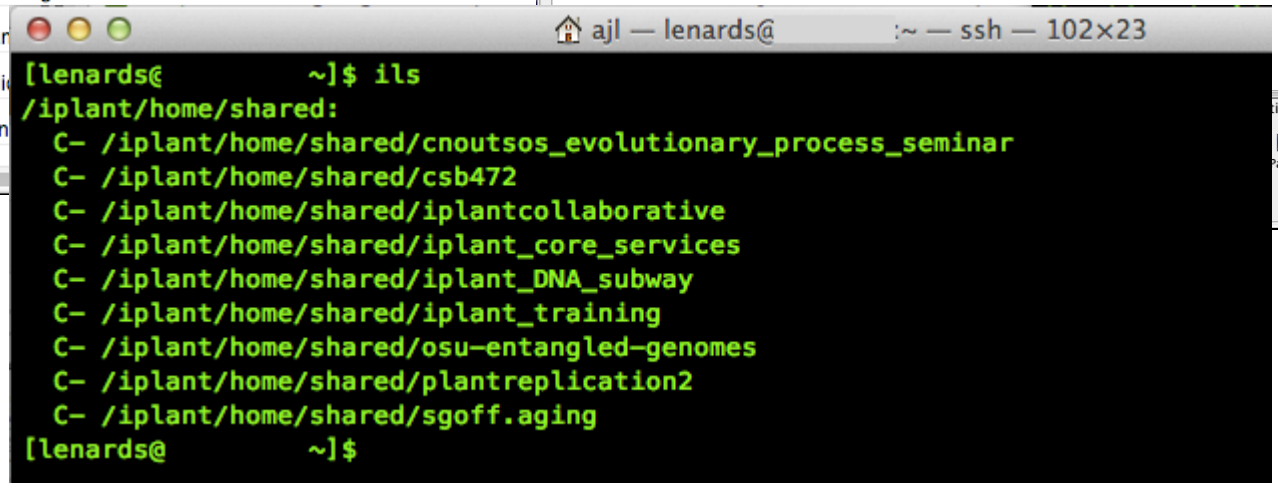 ajl — lenards@ :~ — ssh — 102×23
[lenards@ ~]$ ils
/iplant/home/shared:
C- /iplant/home/shared/cnoutsos_evolutionary_process_seminar
C- /iplant/home/shared/csb472
C- /iplant/home/shared/iplantcollaborative
C- /iplant/home/shared/iplant_core_services
C- /iplant/home/shared/iplant_DNA_subway
C- /iplant/home/shared/iplant_training
C- /iplant/home/shared/osu-entangled-genomes
C- /iplant/home/shared/plantreplication2
C- /iplant/home/shared/sgoff.aging
[lenards@ ~]$